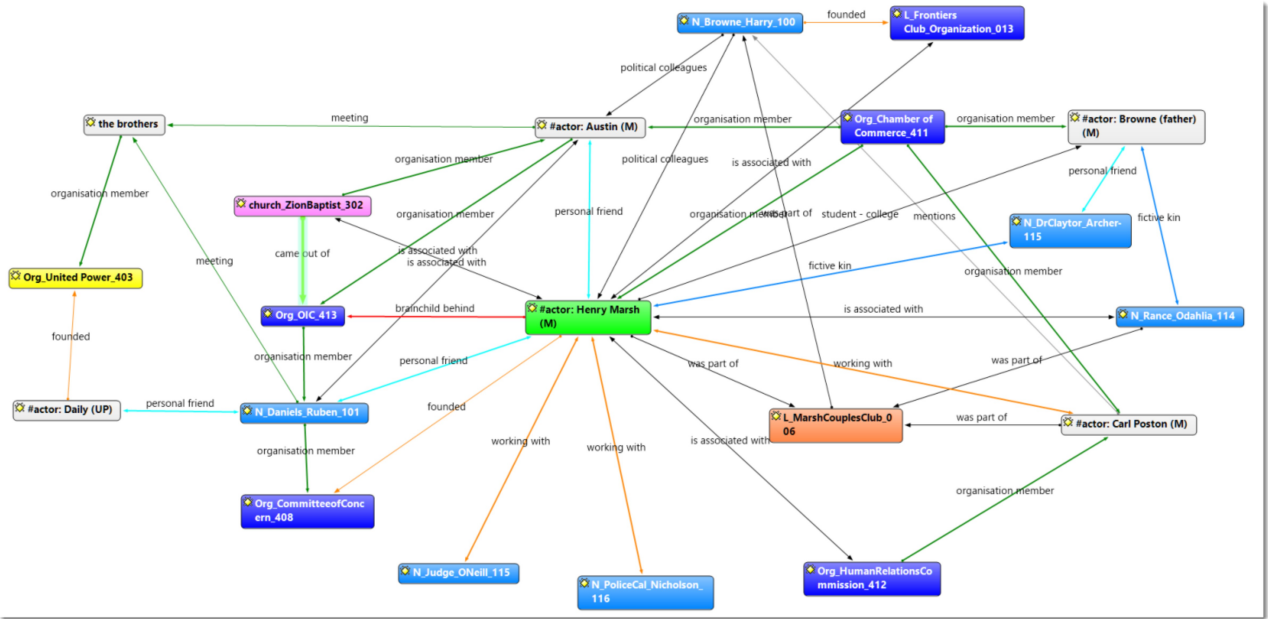 N_Browne_Harry_100
founded
L_Frontiers
Club_Organization_013
political colleagues
the brothers
meeting
#actor: Austin (M)
organisation member
Org_Chamber of
Commerce_411
organisation member
#actor: Browne (father)
(M)
organisation member
political colleagues
is associated with
personal friend
organisation member
church_ZionBaptist_302
organisation member
personal friend
organisation member
was part of
student - college
mentions
N_DrClaytor_Archer-
115
fictive kin
came out of
is associated with
is associated with
meeting
fictive kin
organisation member
Org_United Power_403
Org_OIC_413
brainchild behind
#actor: Henry Marsh
(M)
is associated with
N_Rance_Odahlia_114
founded
organisation member
personal friend
was part of
working with
was part of
#actor: Daily (UP)
personal friend
N_Daniels_Ruben_101
founded
L_MarshCouplesClub_0
06
was part of
#actor: Carl Poston (M)
organisation member
working with
working with
is associated with
organisation member
Org_CommitteeofConc
ern_408
N_Judge_ONeill_115
N_PoliceCal_Nicholson_
116
Org_HumanRelationsCo
mmission_412